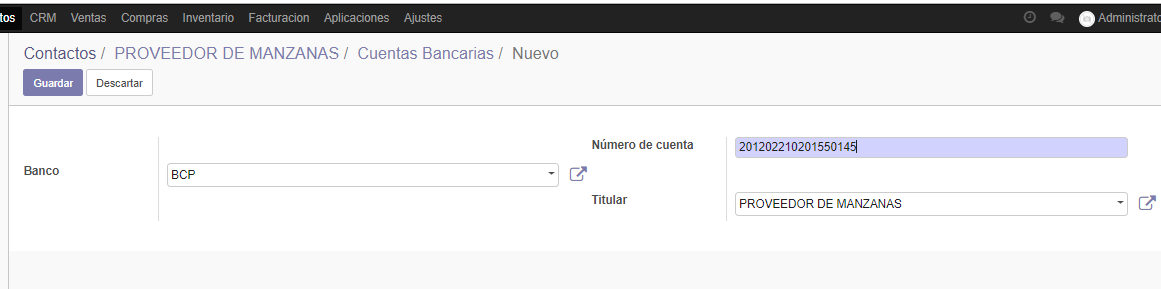 tos CRM Ventas Compras Inventario Facturacion Aplicaciones Ajustes Administrato
Contactos / PROVEEDOR DE MANZANAS / Cuentas Bancarias / Nuevo
Guardar Descartar
Número de cuenta 201202210201550145
Banco BCP
Titular PROVEEDOR DE MANZANAS